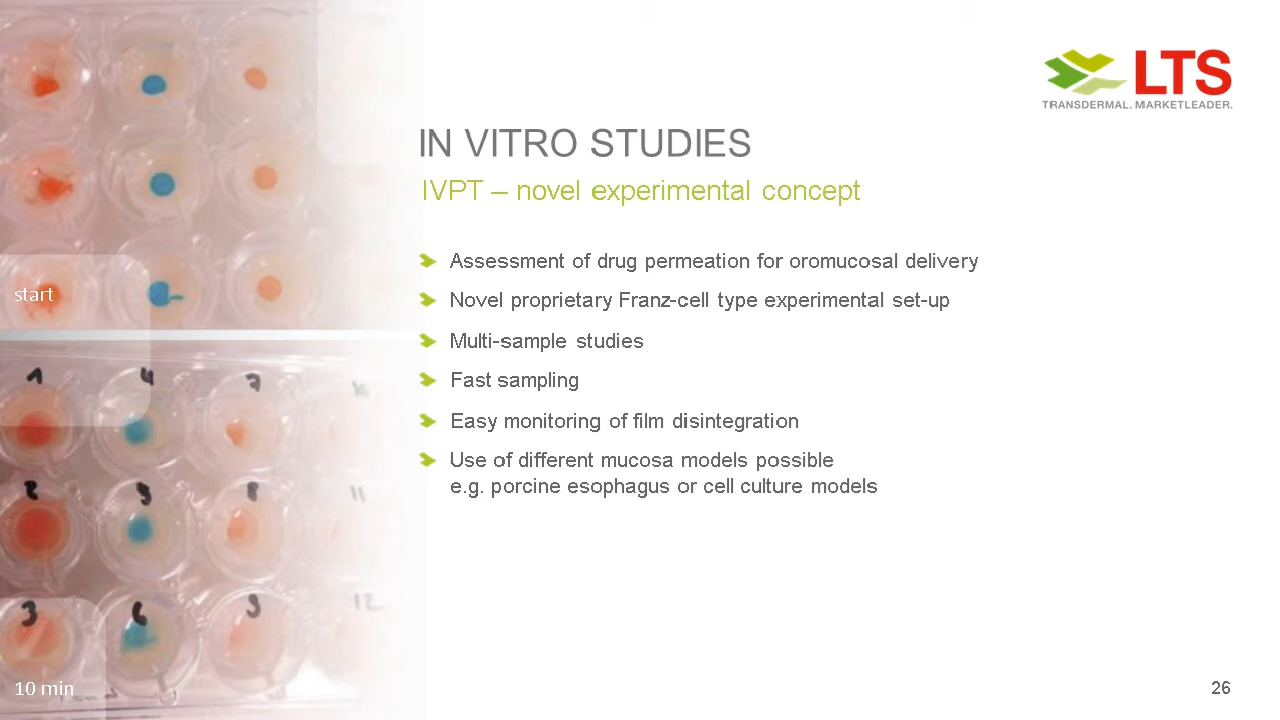 LTS
TRANSDERMAL. MARKETLEADER.
IN VITRO STUDIES
IVPT – novel experimental concept
Assessment of drug permeation for oromucosal delivery
Novel proprietary Franz-cell type experimental set-up
Multi-sample studies
Fast sampling
Easy monitoring of film disintegration
Use of different mucosa models possible
e.g. porcine esophagus or cell culture models
start
1 4 7 10
2 5 8 11
3 6 9 12
10 min
26